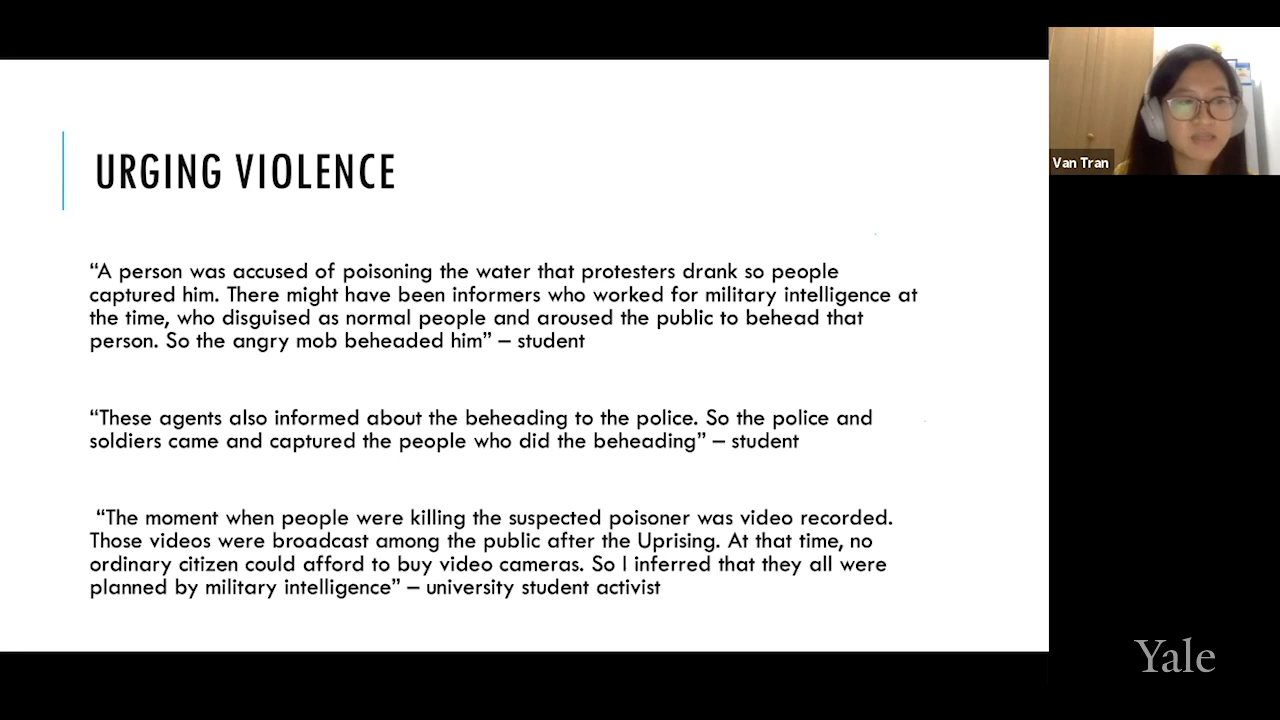 URGING VIOLENCE
“A person was accused of poisoning the water that protesters drank so people
captured him. There might have been informers who worked for military intelligence at
the time, who disguised as normal people and aroused the public to behead that
person. So the angry mob beheaded him” – student
“These agents also informed about the beheading to the police. So the police and
soldiers came and captured the people who did the beheading” – student
“The moment when people were killing the suspected poisoner was video recorded.
Those videos were broadcast among the public after the Uprising. At that time, no
ordinary citizen could afford to buy video cameras. So I inferred that they all were
planned by military intelligence” – university student activist
Van Tran
Yale